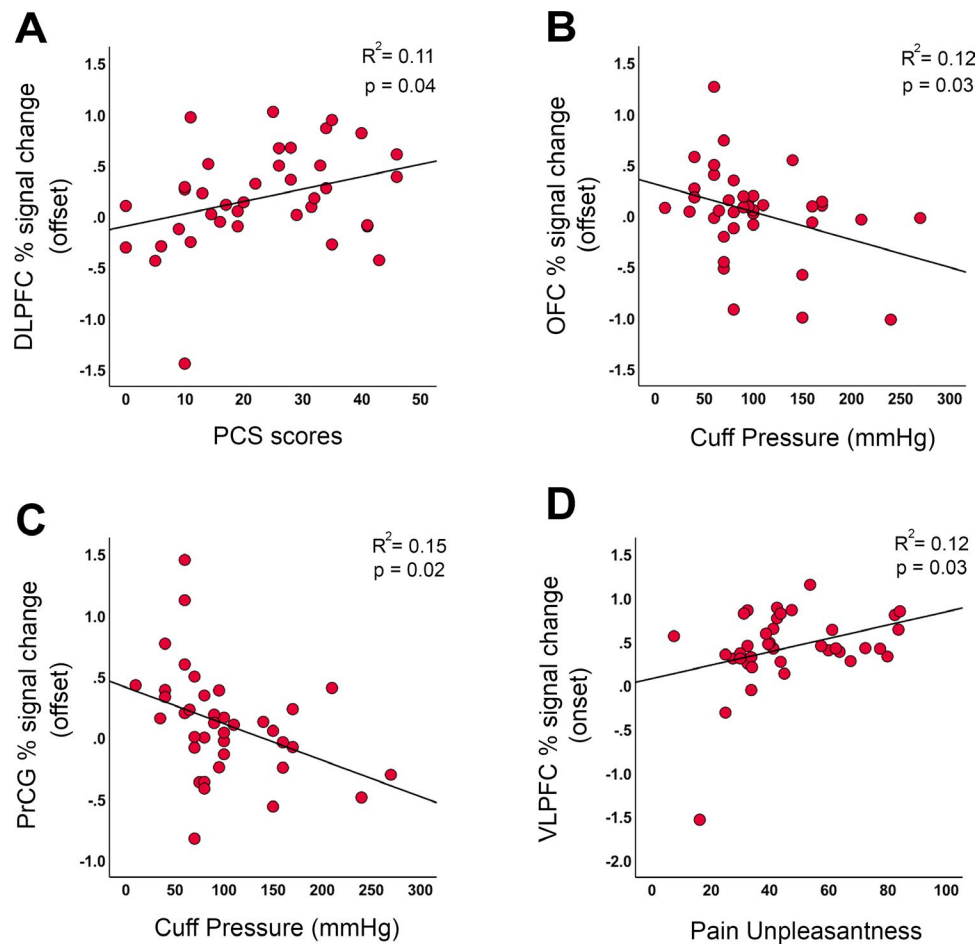 A
R²= 0.11
p = 0.04
DLPFC % signal change
(offset)
1.5
1.0
.5
.0
-.5
-1.0
-1.5
0 10 20 30 40 50
PCS scores
B
R²= 0.12
p = 0.03
OFC % signal change
(offset)
1.5
1.0
.5
.0
-.5
-1.0
-1.5
0 50 100 150 200 250 300
Cuff Pressure (mmHg)
C
R²= 0.15
p = 0.02
PrCG % signal change
(offset)
1.5
1.0
.5
.0
-.5
-1.0
0 50 100 150 200 250 300
Cuff Pressure (mmHg)
D
R²= 0.12
p = 0.03
VLPFC % signal change
(onset)
1.5
1.0
.5
.0
-.5
-1.0
-1.5
-2.0
0 20 40 60 80 100
Pain Unpleasantness